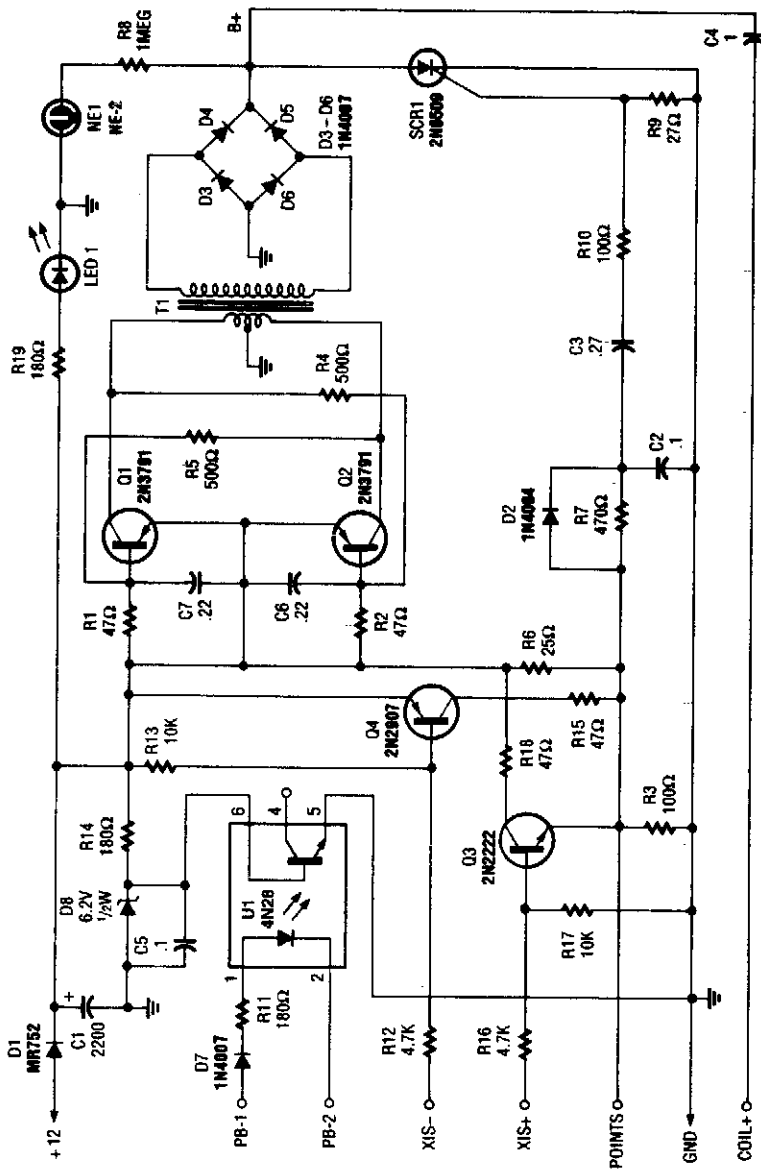 +12
D1
MR752
C1
2200
+
D8
6.2V
1/2W
C5
.1
R14
180Ω
R13
10K
R19
180Ω
LED 1
NE1
NE-2
R8
1MEG
B+
R1
47Ω
Q1
2N3791
C7
.22
C6
.22
R2
47Ω
R5
500Ω
Q2
2N3791
R4
500Ω
T1
D3
D4
D5
D6
D3 - D6
1N4007
PB-1
D7
1N4007
R11
180Ω
PB-2
1
2
U1
4N28
6
4
5
XIS-
R12
4.7K
Q4
2N2907
XIS+
R16
4.7K
R17
10K
Q3
2N2222
R18
47Ω
R15
47Ω
R6
25Ω
R3
100Ω
D2
R7
470Ω
C2
.1
C3
.27
R10
100Ω
SCR1
R9
27Ω
POINTS
GND
COIL+
C4
1